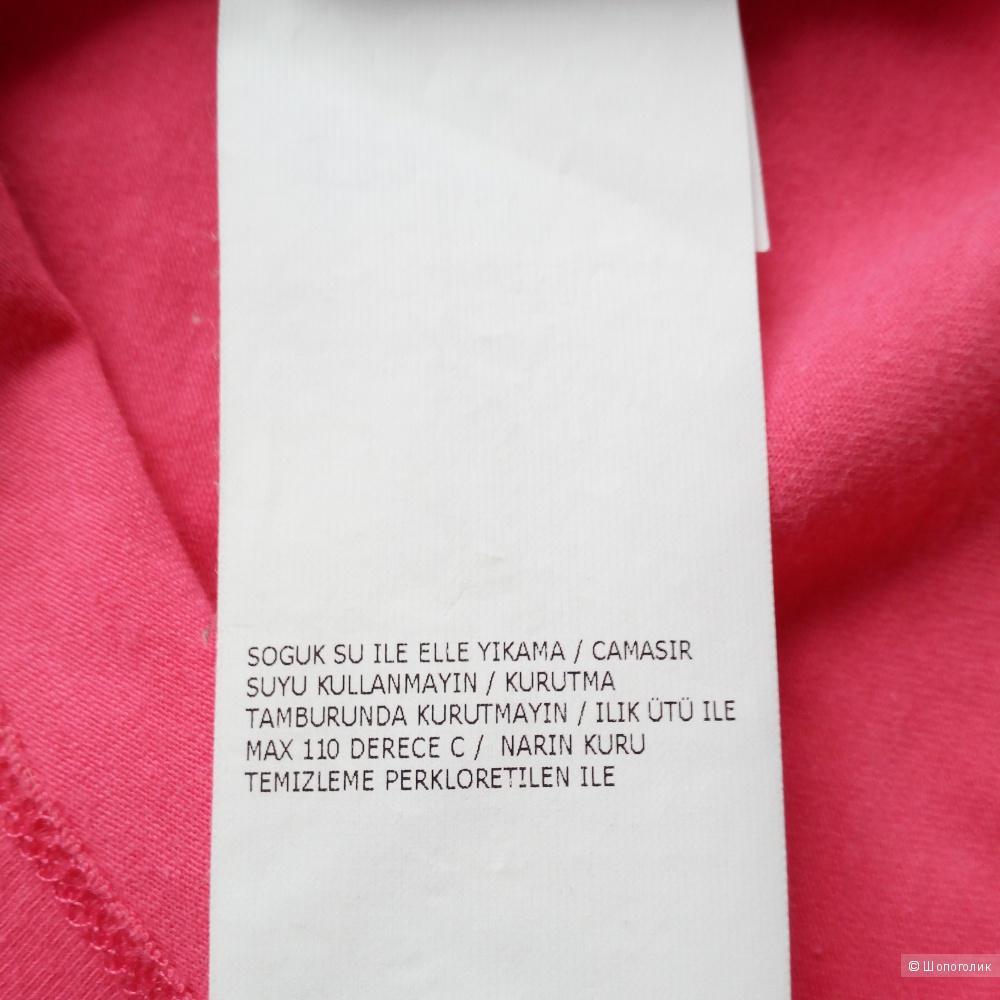 SOGUK SU ILE ELLE YIKAMA / CAMASIR
SUYU KULLANMAYIN / KURUTMA
TAMBURUNDA KURUTMAYIN / ILIK ÜTÜ ILE
MAX 110 DERECE C / NARIN KURU
TEMIZLEME PERKLORETILEN ILE
© Шопоголик